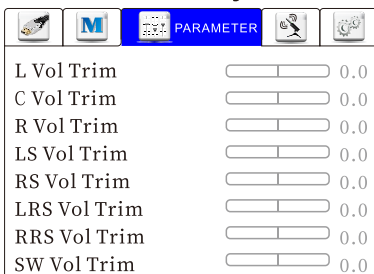 M PARAMETER
L Vol Trim 0.0
C Vol Trim 0.0
R Vol Trim 0.0
LS Vol Trim 0.0
RS Vol Trim 0.0
LRS Vol Trim 0.0
RRS Vol Trim 0.0
SW Vol Trim 0.0